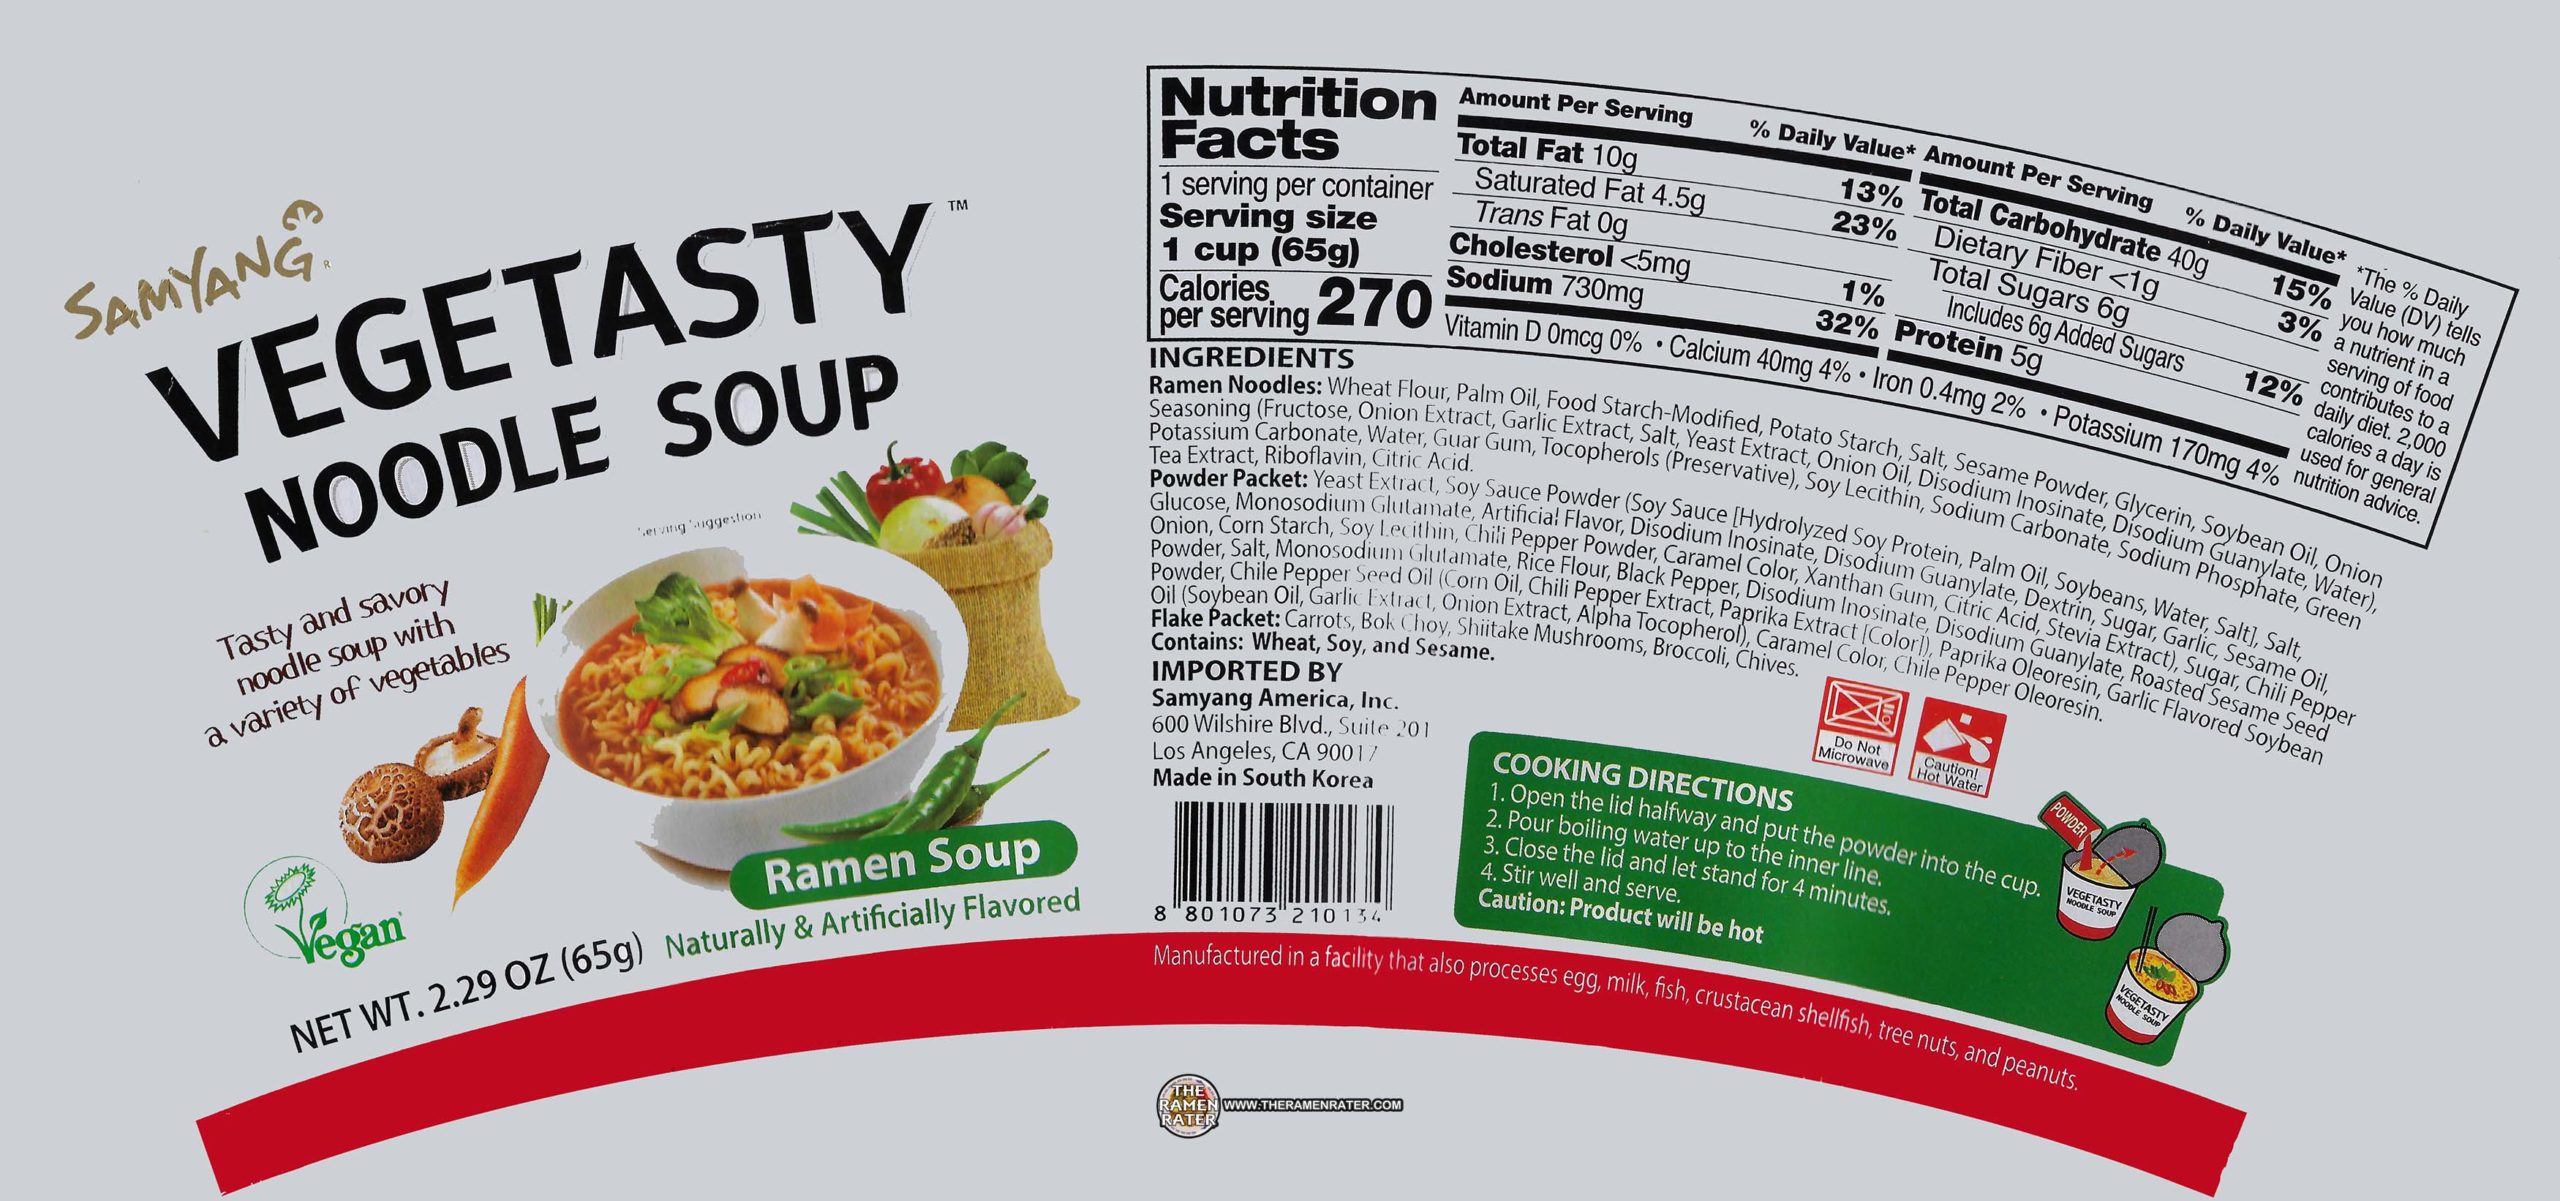 SAMYANG
VEGETASTY™
NOODLE SOUP
Serving Suggestion
Tasty and savory
noodle soup with
a variety of vegetables
Ramen Soup
Vegan
NET WT. 2.29 OZ (65g)
Naturally & Artificially Flavored
Nutrition
Facts
1 serving per container
Serving size
1 cup (65g)
Calories
per serving 270
Amount Per Serving % Daily Value*
Total Fat 10g 13%
Saturated Fat 4.5g 23%
Trans Fat 0g
Cholesterol <5mg 1%
Sodium 730mg 32%
Amount Per Serving % Daily Value*
Total Carbohydrate 40g 15%
Dietary Fiber <1g 3%
Total Sugars 6g
Includes 6g Added Sugars 12%
Protein 5g
Vitamin D 0mcg 0% • Calcium 40mg 4% • Iron 0.4mg 2% • Potassium 170mg 4%
*The % Daily
Value (DV) tells
you how much
a nutrient in a
serving of food
contributes to a
daily diet. 2,000
calories a day is
used for general
nutrition advice.
INGREDIENTS
Ramen Noodles: Wheat Flour, Palm Oil, Food Starch-Modified, Potato Starch, Salt, Sesame Powder, Glycerin, Soybean Oil, Onion
Seasoning (Fructose, Onion Extract, Garlic Extract, Salt, Yeast Extract, Onion Oil, Disodium Inosinate, Disodium Guanylate, Water),
Potassium Carbonate, Water, Guar Gum, Tocopherols (Preservative), Soy Lecithin, Sodium Carbonate, Sodium Phosphate, Green
Tea Extract, Riboflavin, Citric Acid.
Powder Packet: Yeast Extract, Soy Sauce Powder (Soy Sauce [Hydrolyzed Soy Protein, Palm Oil, Soybeans, Water, Salt], Salt,
Glucose, Monosodium Glutamate, Artificial Flavor, Disodium Inosinate, Disodium Guanylate, Dextrin, Sugar, Garlic, Sesame Oil,
Onion, Corn Starch, Soy Lecithin, Chili Pepper Powder, Caramel Color, Xanthan Gum, Citric Acid, Stevia Extract), Sugar, Chili Pepper
Powder, Salt, Monosodium Glutamate, Rice Flour, Black Pepper, Disodium Inosinate, Disodium Guanylate, Roasted Sesame Seed
Powder, Chile Pepper Seed Oil (Corn Oil, Chili Pepper Extract, Paprika Extract [Color]), Paprika Oleoresin, Garlic Flavored Soybean
Oil (Soybean Oil, Garlic Extract, Onion Extract, Alpha Tocopherol), Caramel Color, Chile Pepper Oleoresin.
Flake Packet: Carrots, Bok Choy, Shiitake Mushrooms, Broccoli, Chives.
Contains: Wheat, Soy, and Sesame.
IMPORTED BY
Samyang America, Inc.
600 Wilshire Blvd., Suite 201
Los Angeles, CA 90017
Made in South Korea
8 801073 210134
Do Not
Microwave
Caution!
Hot Water
COOKING DIRECTIONS
1. Open the lid halfway and put the powder into the cup.
2. Pour boiling water up to the inner line.
3. Close the lid and let stand for 4 minutes.
4. Stir well and serve.
Caution: Product will be hot
POWDER
VEGETASTY
NOODLE SOUP
VEGETASTY
NOODLE SOUP
Manufactured in a facility that also processes egg, milk, fish, crustacean shellfish, tree nuts, and peanuts.
THE
RAMEN
RATER
WWW.THERAMENRATER.COM